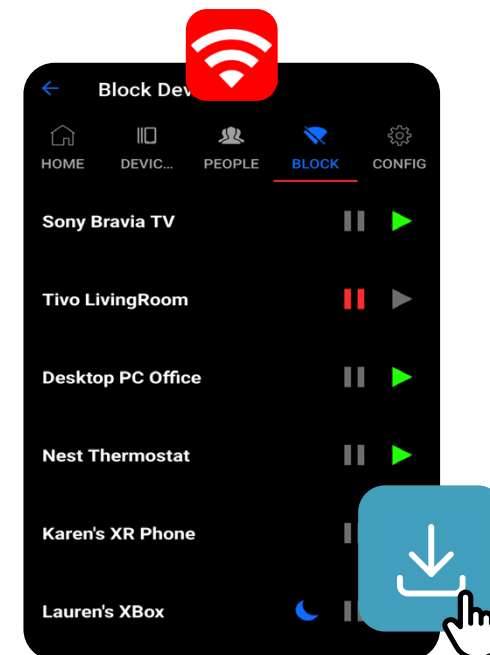 Block Dev
HOME
DEVIC...
PEOPLE
BLOCK
CONFIG
Sony Bravia TV
Tivo LivingRoom
Desktop PC Office
Nest Thermostat
Karen's XR Phone
Lauren's XBox